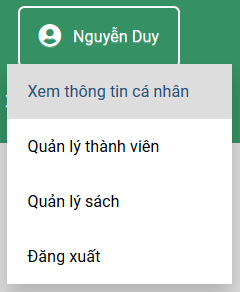 Nguyễn Duy
Xem thông tin cá nhân
Quản lý thành viên
Quản lý sách
Đăng xuất